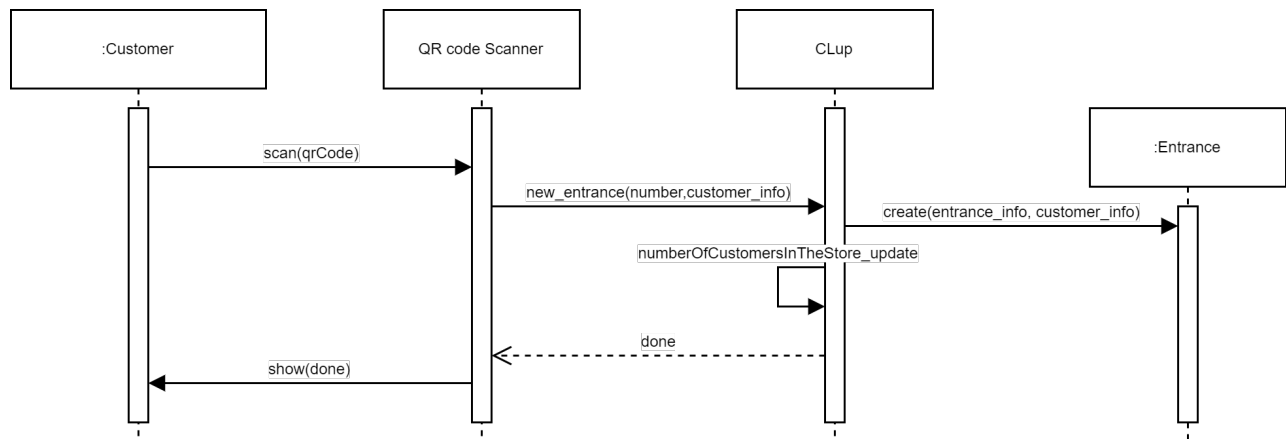 :Customer
QR code Scanner
CLup
:Entrance
scan(qrCode)
new_entrance(number,customer_info)
create(entrance_info, customer_info)
numberOfCustomersInTheStore_update
done
show(done)